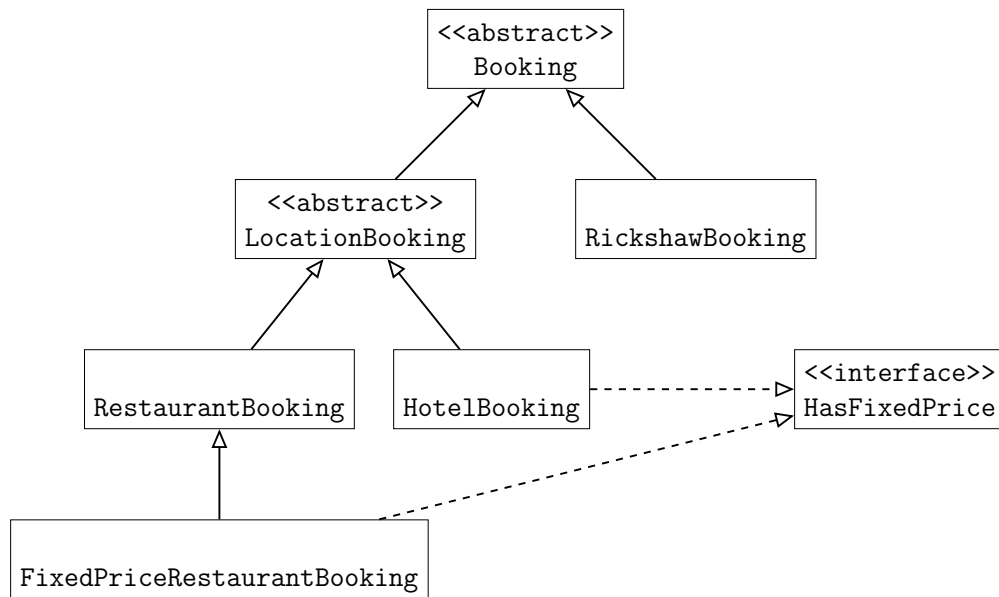 <<abstract>>
Booking
<<abstract>>
LocationBooking
RickshawBooking
RestaurantBooking
HotelBooking
<<interface>>
HasFixedPrice
FixedPriceRestaurantBooking